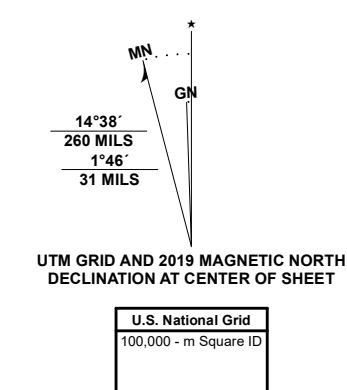 ★
MN
GN
14°38´
260 MILS
1°46´
31 MILS
UTM GRID AND 2019 MAGNETIC NORTH
DECLINATION AT CENTER OF SHEET
U.S. National Grid
100,000 - m Square ID